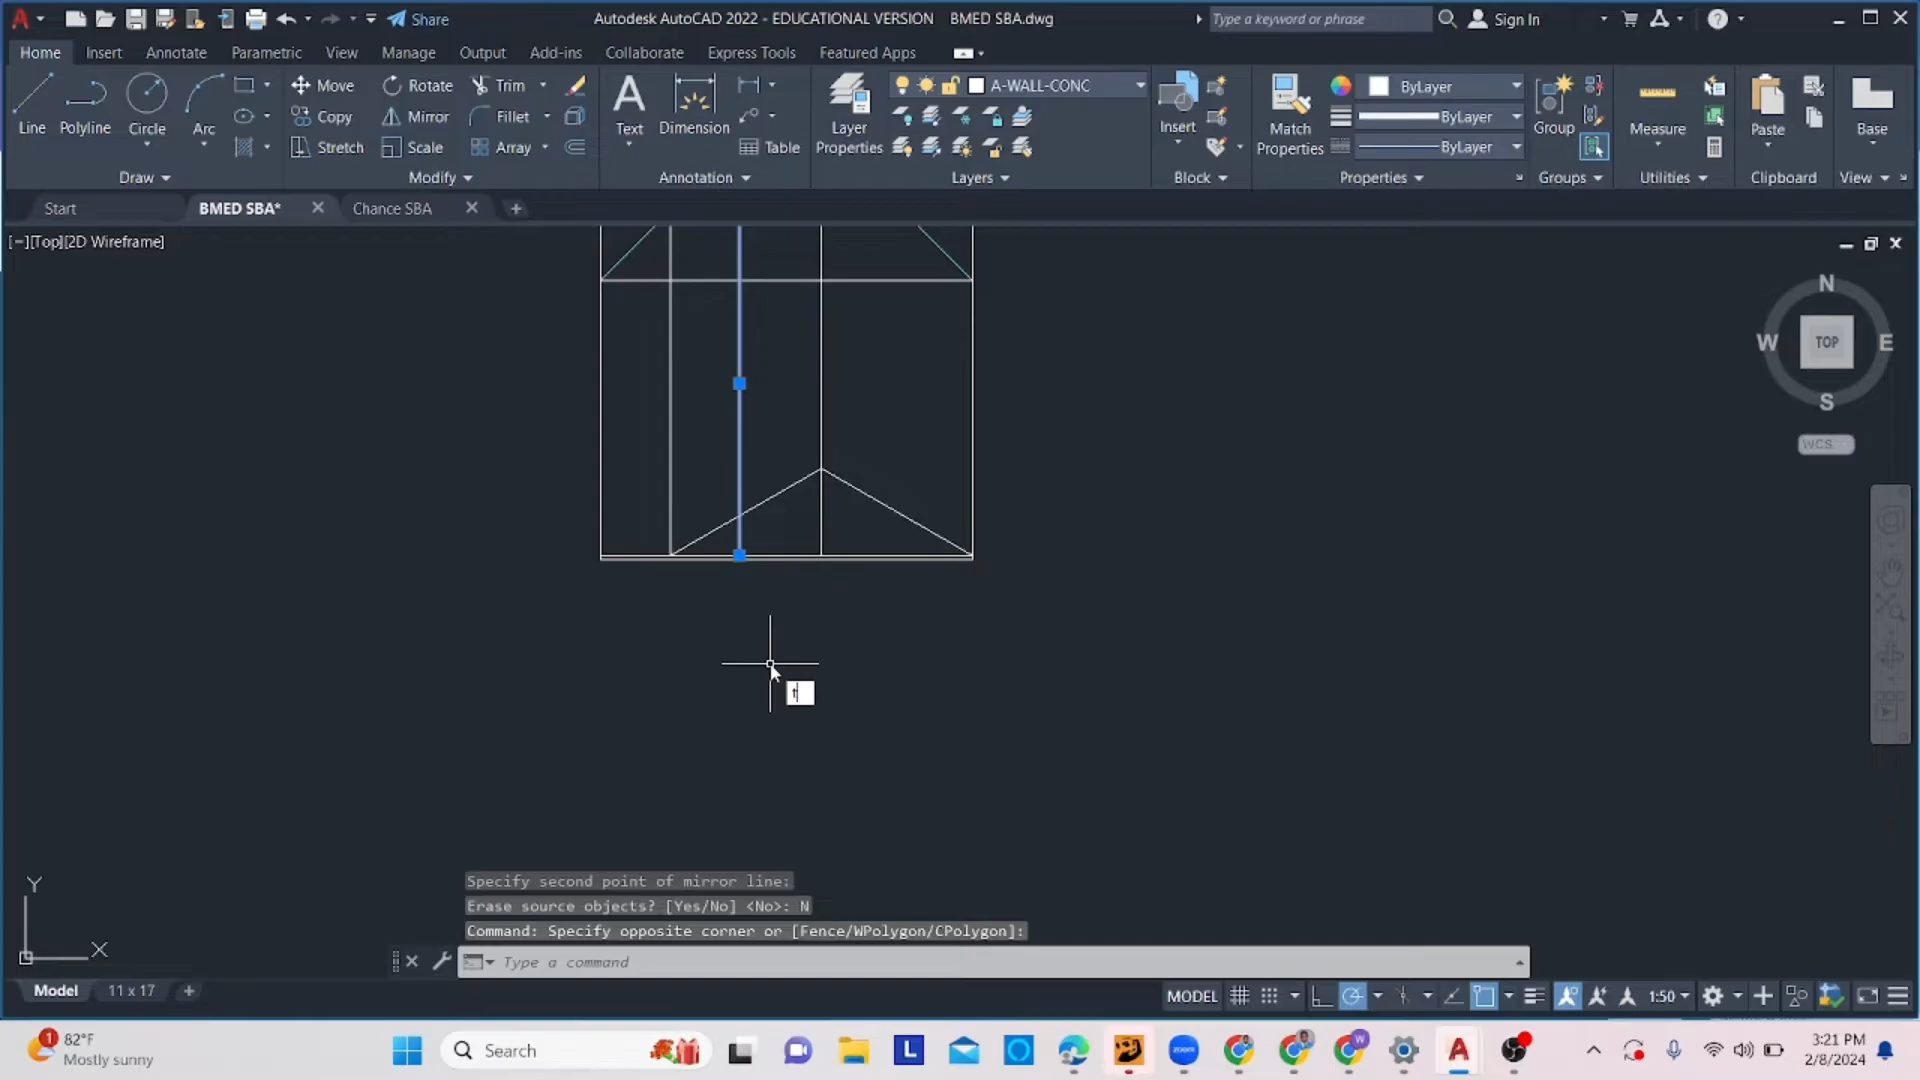 Share
Autodesk AutoCAD 2022 - EDUCATIONAL VERSION BMED SBA.dwg
Type a keyword or phrase
Sign In
Home Insert Annotate Parametric View Manage Output Add-ins Collaborate Express Tools Featured Apps
Line
Polyline
Circle
Arc
Draw
Move
Rotate
Trim
Copy
Mirror
Fillet
Stretch
Scale
Array
Modify
Text
Dimension
Table
Annotation
Layer
Properties
A-WALL-CONC
Layers
Insert
Block
Match
Properties
ByLayer
ByLayer
ByLayer
Properties
Group
Groups
Measure
Utilities
Paste
Clipboard
Base
View
Start
BMED SBA*
Chance SBA
[−][Top][2D Wireframe]
N
W
TOP
E
S
WCS
t
Y
X
Specify second point of mirror line:
Erase source objects? [Yes/No] <No>: N
Command: Specify opposite corner or [Fence/WPolygon/CPolygon]:
Type a command
Model
11 x 17
MODEL
1:50
1
82°F
Mostly sunny
Search
L
zoom
W
A
3:21 PM
2/8/2024